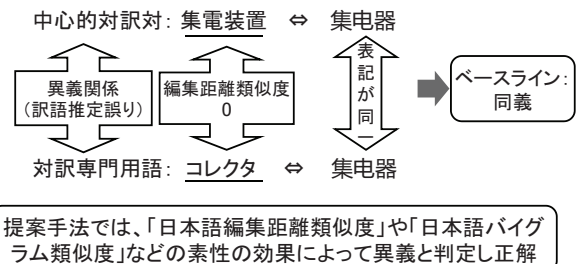 中心的対訳対: 集電装置 ⇔ 集电器
異義関係
(訳語推定誤り)
編集距離類似度
0
表記が同一
ベースライン:
同義
対訳専門用語: コレクタ ⇔ 集电器
提案手法では、「日本語編集距離類似度」や「日本語バイグ
ラム類似度」などの素性の効果によって異義と判定し正解